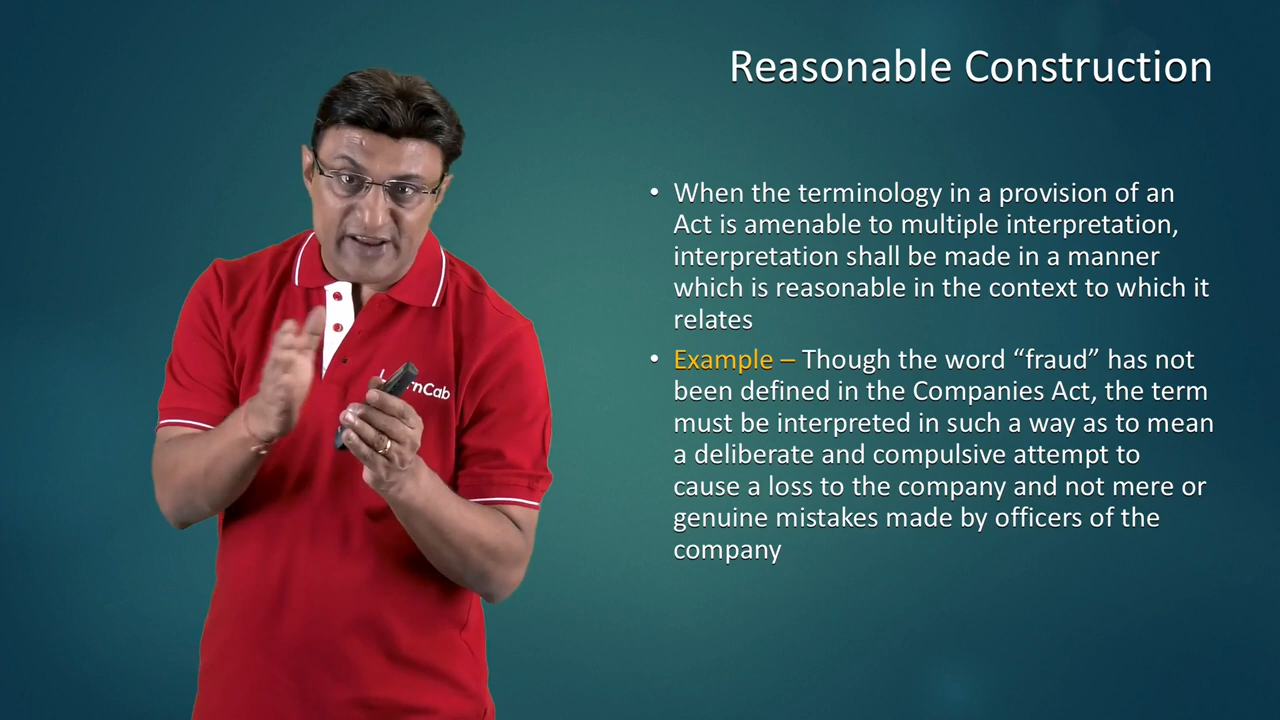 Reasonable Construction
• When the terminology in a provision of an
Act is amenable to multiple interpretation,
interpretation shall be made in a manner
which is reasonable in the context to which it
relates
• Example – Though the word “fraud” has not
been defined in the Companies Act, the term
must be interpreted in such a way as to mean
a deliberate and compulsive attempt to
cause a loss to the company and not mere or
genuine mistakes made by officers of the
company